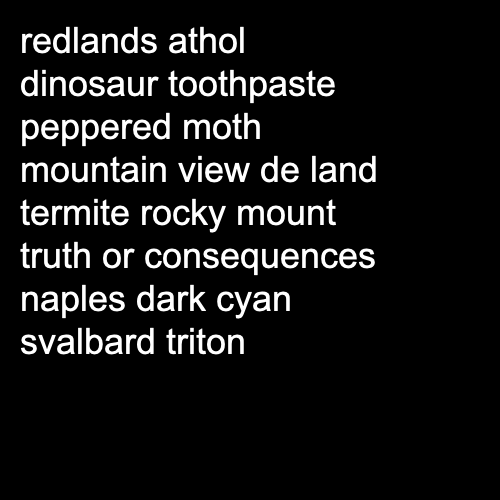 redlands athol
dinosaur toothpaste
peppered moth
mountain view de land
termite rocky mount
truth or consequences
naples dark cyan
svalbard triton